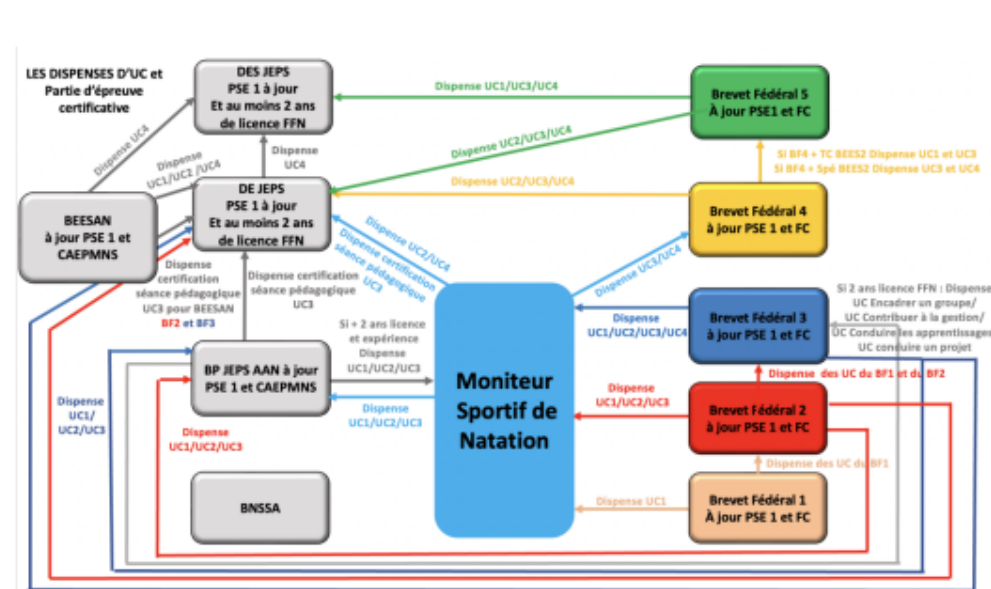 LES DISPENSES D'UC et
Partie d'épreuve
certificative
DES JEPS
PSE 1 à jour
Et au moins 2 ans
de licence FFN
Dispense UC1/UC3/UC4
Brevet Fédéral 5
À jour PSE1 et FC
Dispense UC4
Dispense
UC1/UC2 /UC4
Dispense
UC4
Dispense UC2/UC3/UC4
Si BF4 + TC BEES2 Dispense UC1 et UC3
Si BF4 + Spé BEES2 Dispense UC3 et UC4
BEESAN
à jour PSE 1 et
CAEPMNS
DE JEPS
PSE 1 à jour
Et au moins 2 ans
de licence FFN
Dispense UC2/UC3/UC4
Brevet Fédéral 4
à jour PSE 1 et FC
Dispense UC2/UC4
Dispense certification
séance pédagogique
UC3
Dispense UC3/UC4
Dispense
certification
séance pédagogique
UC3 pour BEESAN
BF2 et BF3
Dispense certification
séance pédagogique
UC3
Si + 2 ans licence
et expérience
Dispense
UC1/UC2/UC3
Dispense
UC1/UC2/UC3/UC4
Brevet Fédéral 3
à jour PSE 1 et FC
Si 2 ans licence FFN : Dispense
UC Encadrer un groupe/
UC Contribuer à la gestion/
UC Conduire les apprentissages
UC conduire un projet
BP JEPS AAN à jour
PSE 1 et CAEPMNS
Dispense
UC1/UC2/UC3
Moniteur
Sportif de
Natation
Dispense des UC du BF1 et du BF2
Dispense
UC1/UC2/UC3
Brevet Fédéral 2
à jour PSE 1 et FC
Dispense
UC1/
UC2/UC3
Dispense
UC1/UC2/UC3
Dispense des UC du BF1
BNSSA
Dispense UC1
Brevet Fédéral 1
À jour PSE 1 et FC